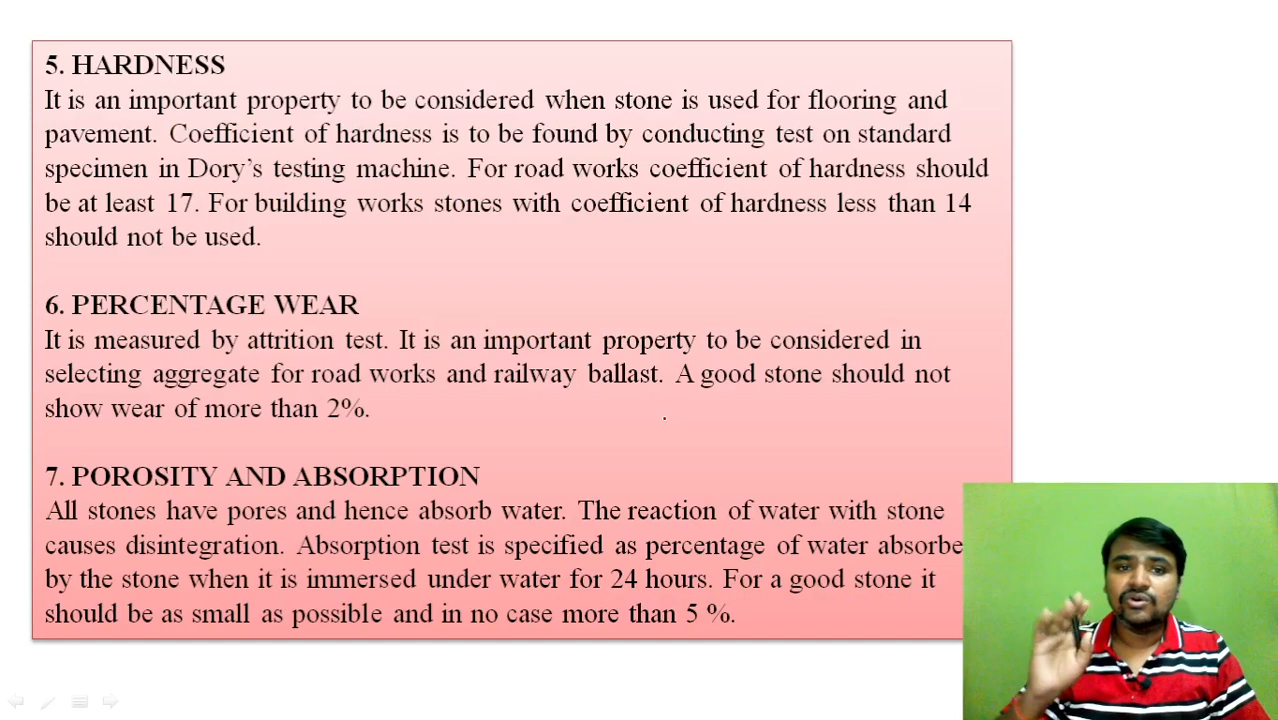 5. HARDNESS
It is an important property to be considered when stone is used for flooring and
pavement. Coefficient of hardness is to be found by conducting test on standard
specimen in Dory’s testing machine. For road works coefficient of hardness should
be at least 17. For building works stones with coefficient of hardness less than 14
should not be used.
6. PERCENTAGE WEAR
It is measured by attrition test. It is an important property to be considered in
selecting aggregate for road works and railway ballast. A good stone should not
show wear of more than 2%.
7. POROSITY AND ABSORPTION
All stones have pores and hence absorb water. The reaction of water with stone
causes disintegration. Absorption test is specified as percentage of water absorbe
by the stone when it is immersed under water for 24 hours. For a good stone it
should be as small as possible and in no case more than 5 %.